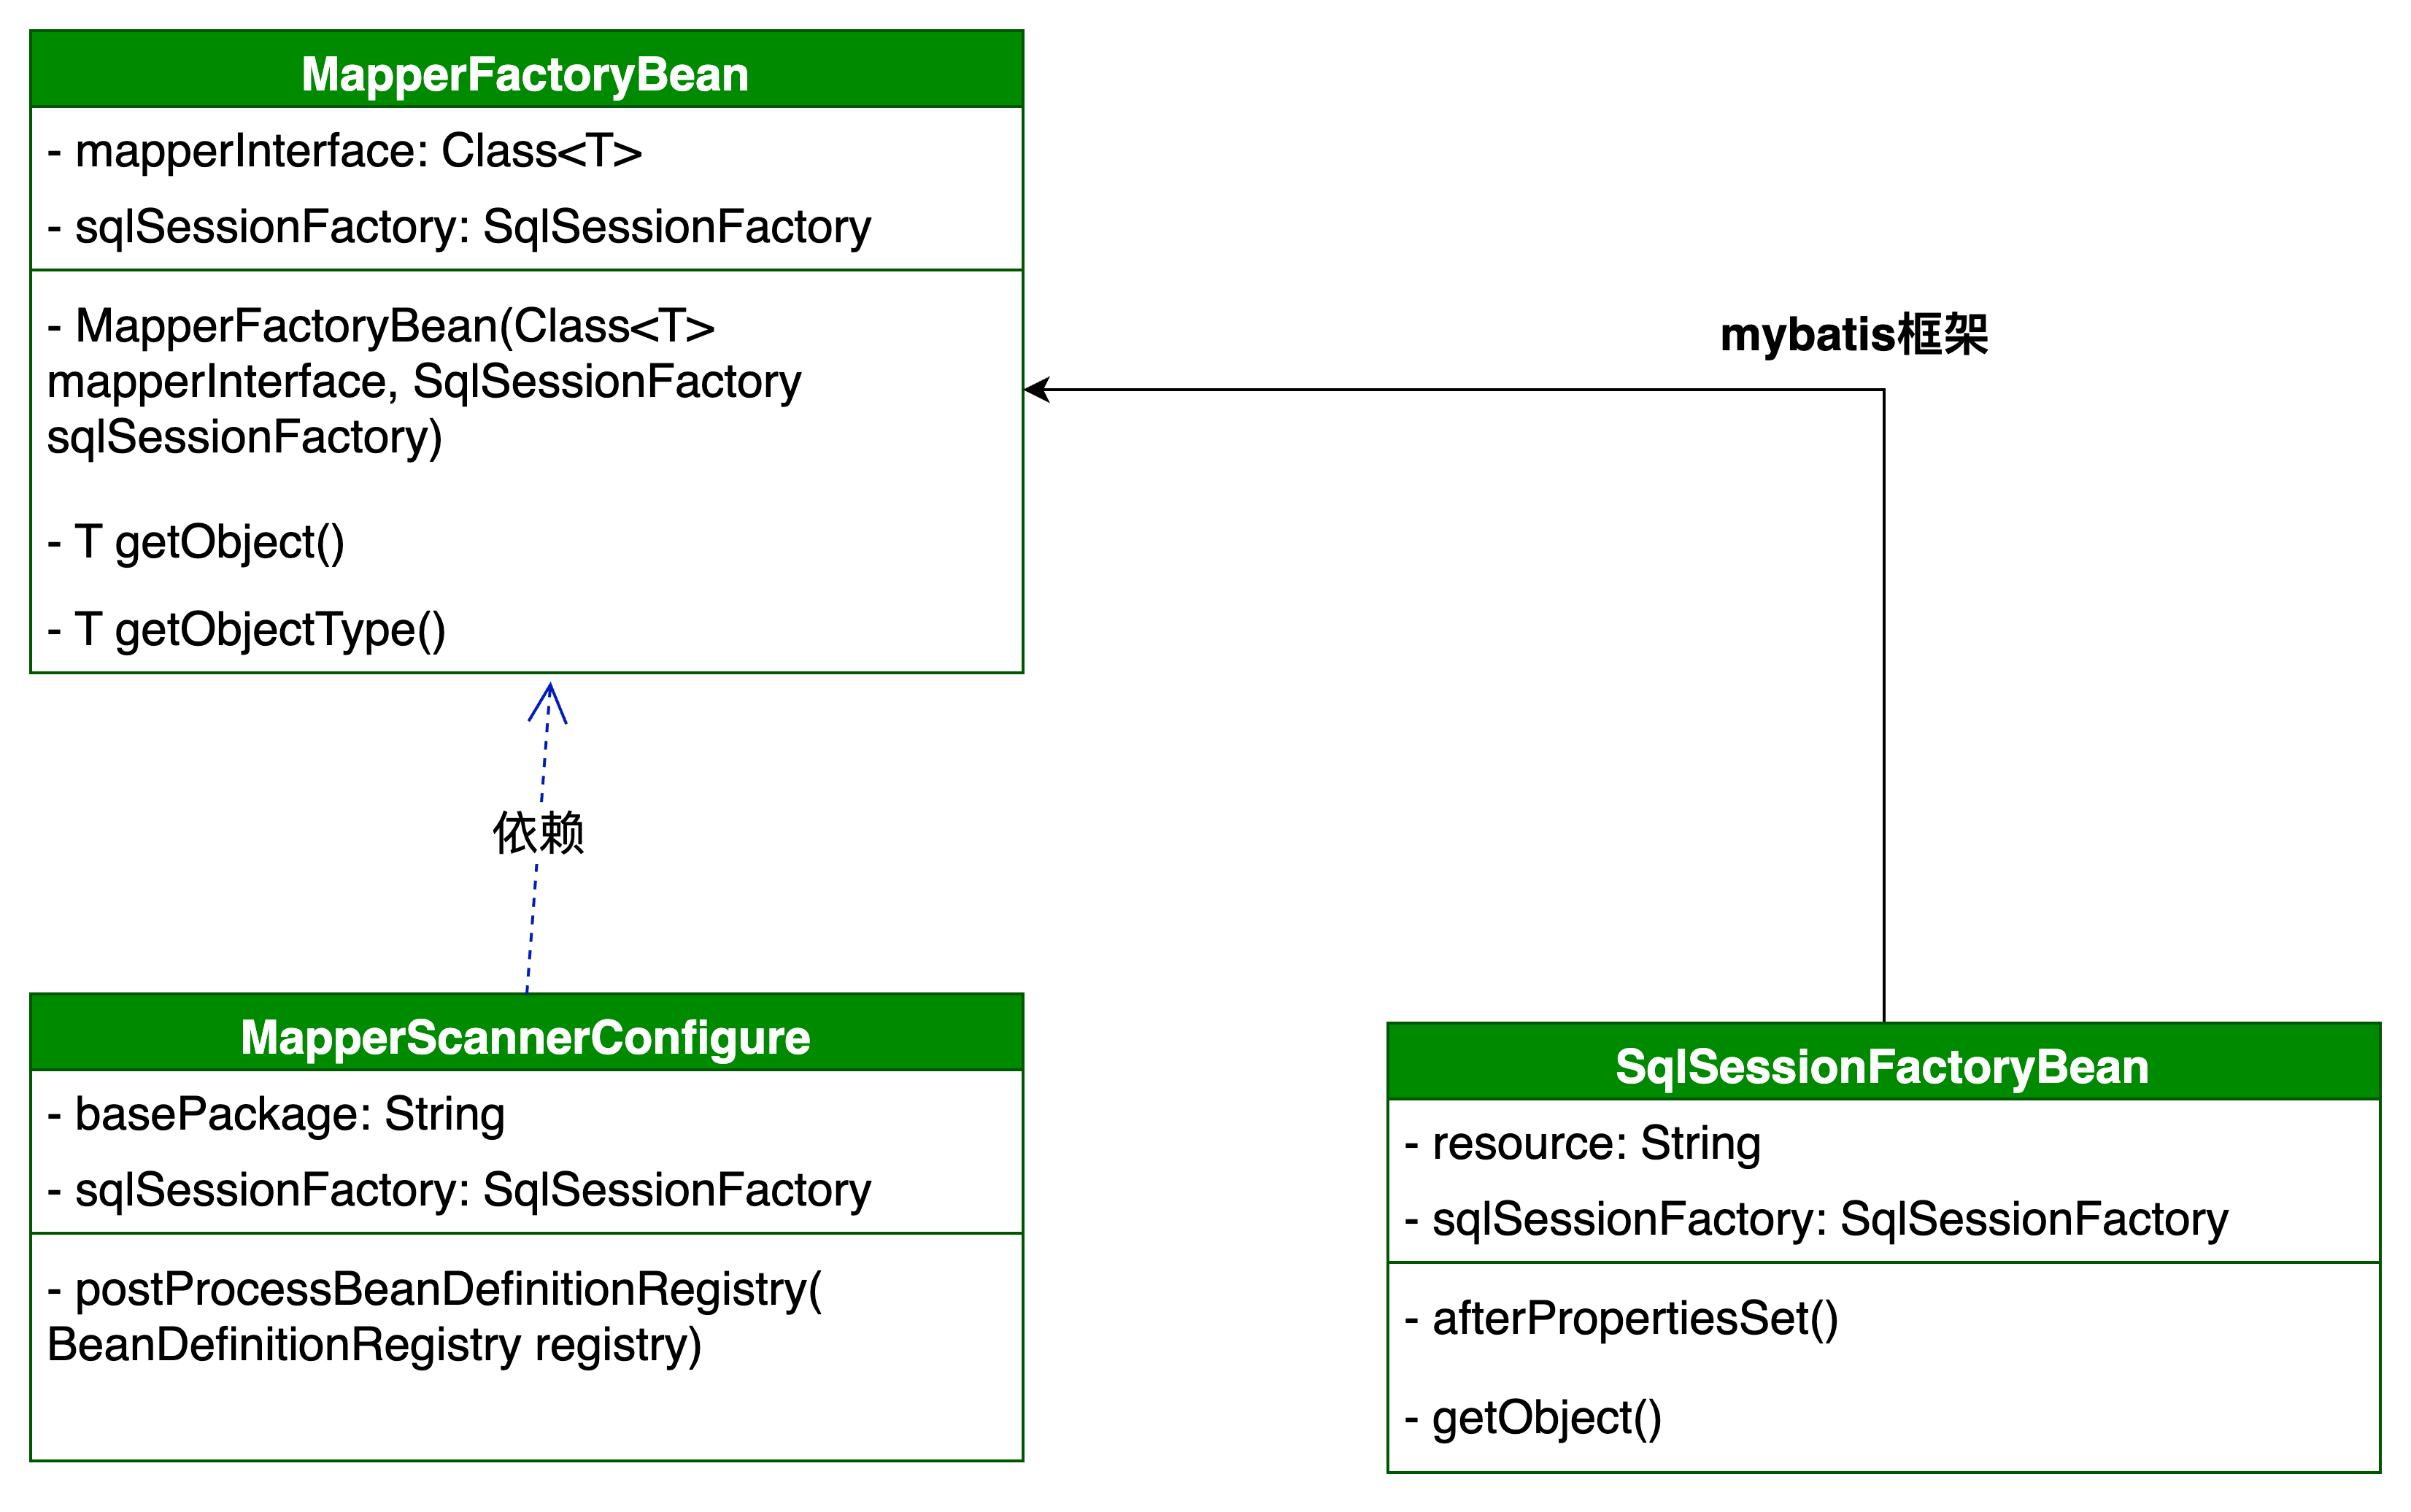 MapperFactoryBean
- mapperInterface: Class<T>
- sqlSessionFactory: SqlSessionFactory
- MapperFactoryBean(Class<T>
mapperInterface, SqlSessionFactory
sqlSessionFactory)
- T getObject()
- T getObjectType()
mybatis框架
依赖
MapperScannerConfigure
- basePackage: String
- sqlSessionFactory: SqlSessionFactory
- postProcessBeanDefinitionRegistry(
BeanDefinitionRegistry registry)
SqlSessionFactoryBean
- resource: String
- sqlSessionFactory: SqlSessionFactory
- afterPropertiesSet()
- getObject()